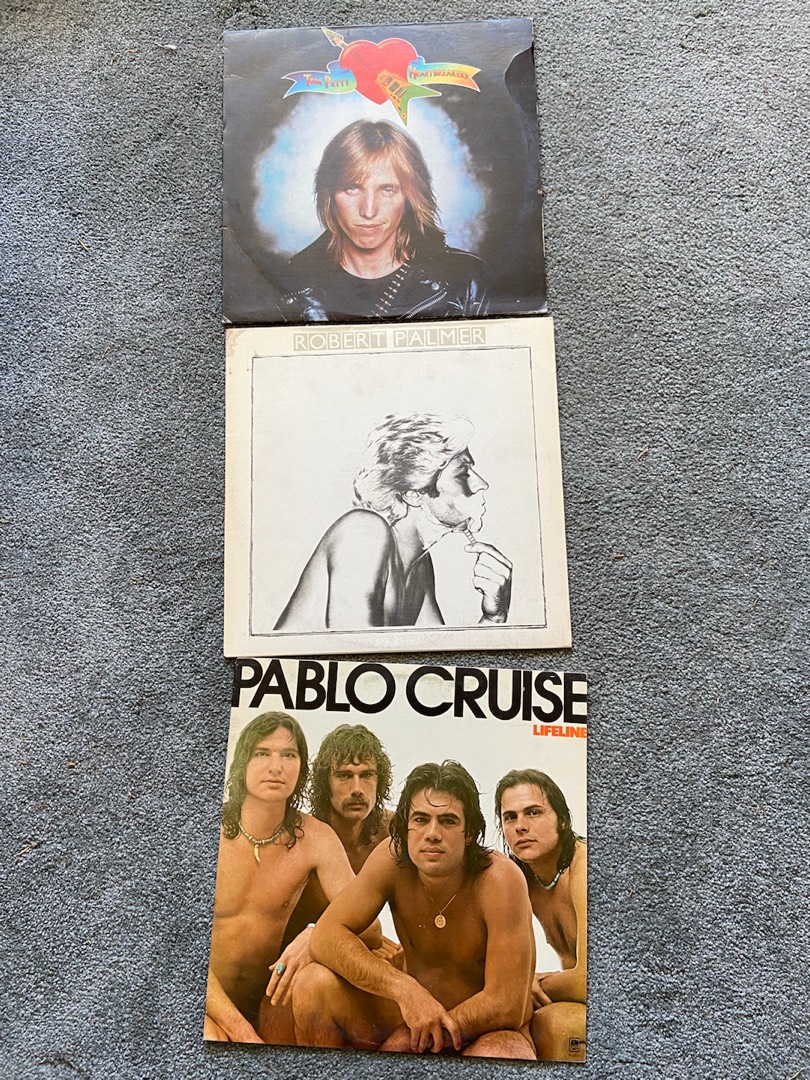 TOM PETTY HEARTBREAKERS
ROBERT PALMER
PABLO CRUISE
LIFELINE